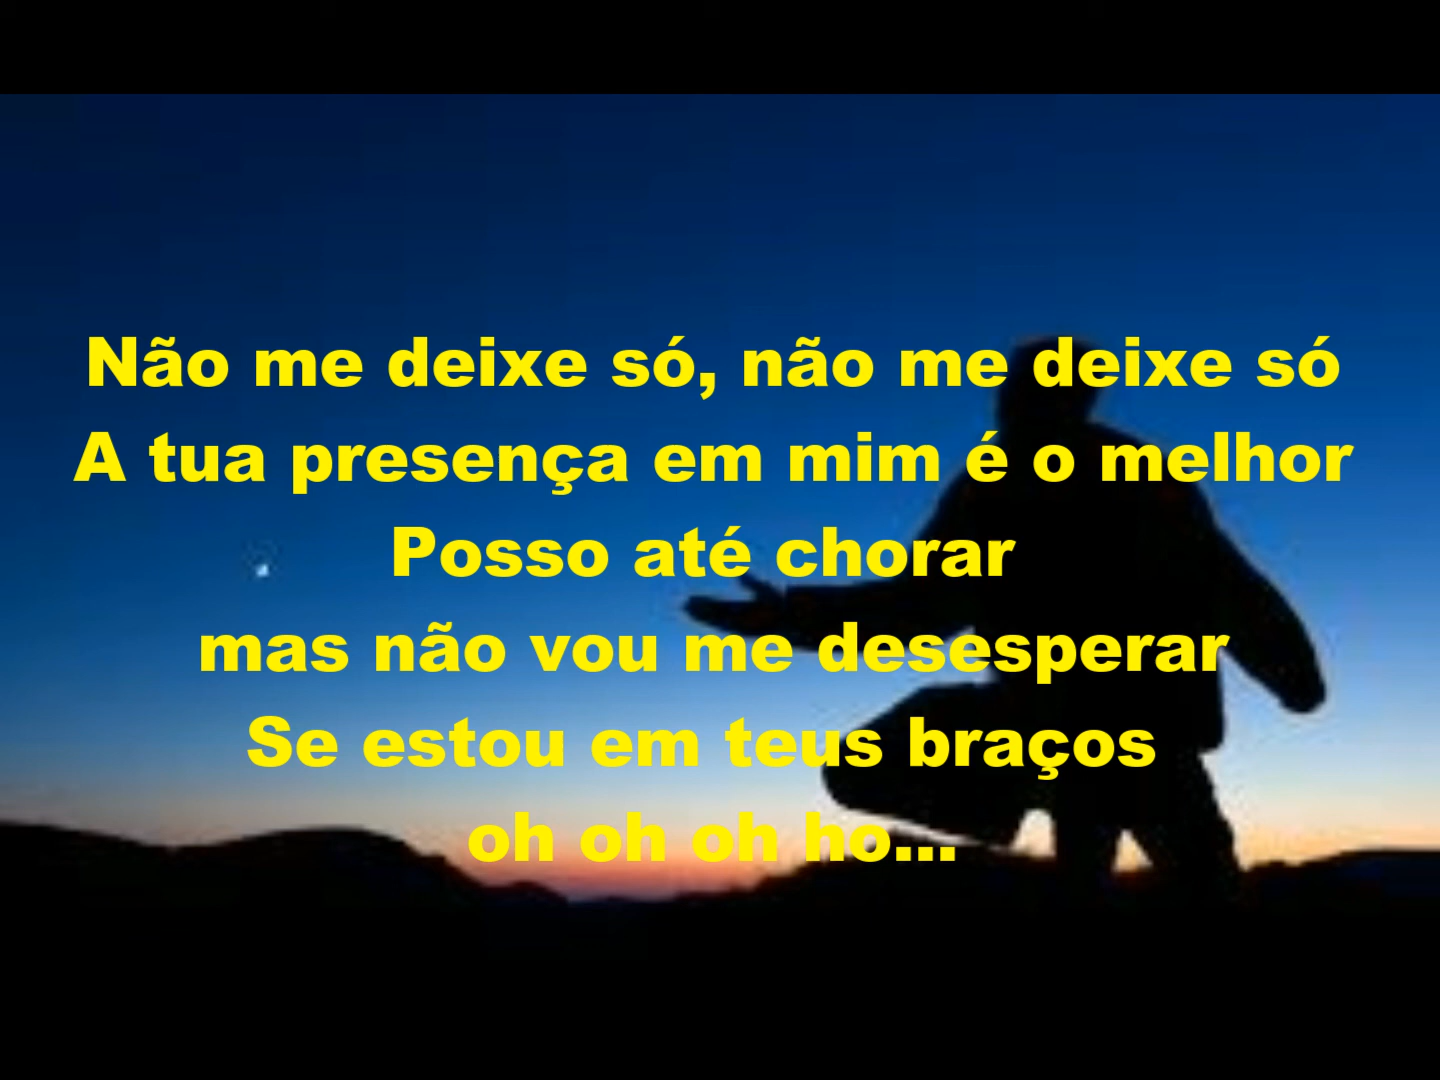 Não me deixe só, não me deixe só
A tua presença em mim é o melhor
Posso até chorar
mas não vou me desesperar
Se estou em teus braços
oh oh oh ho...